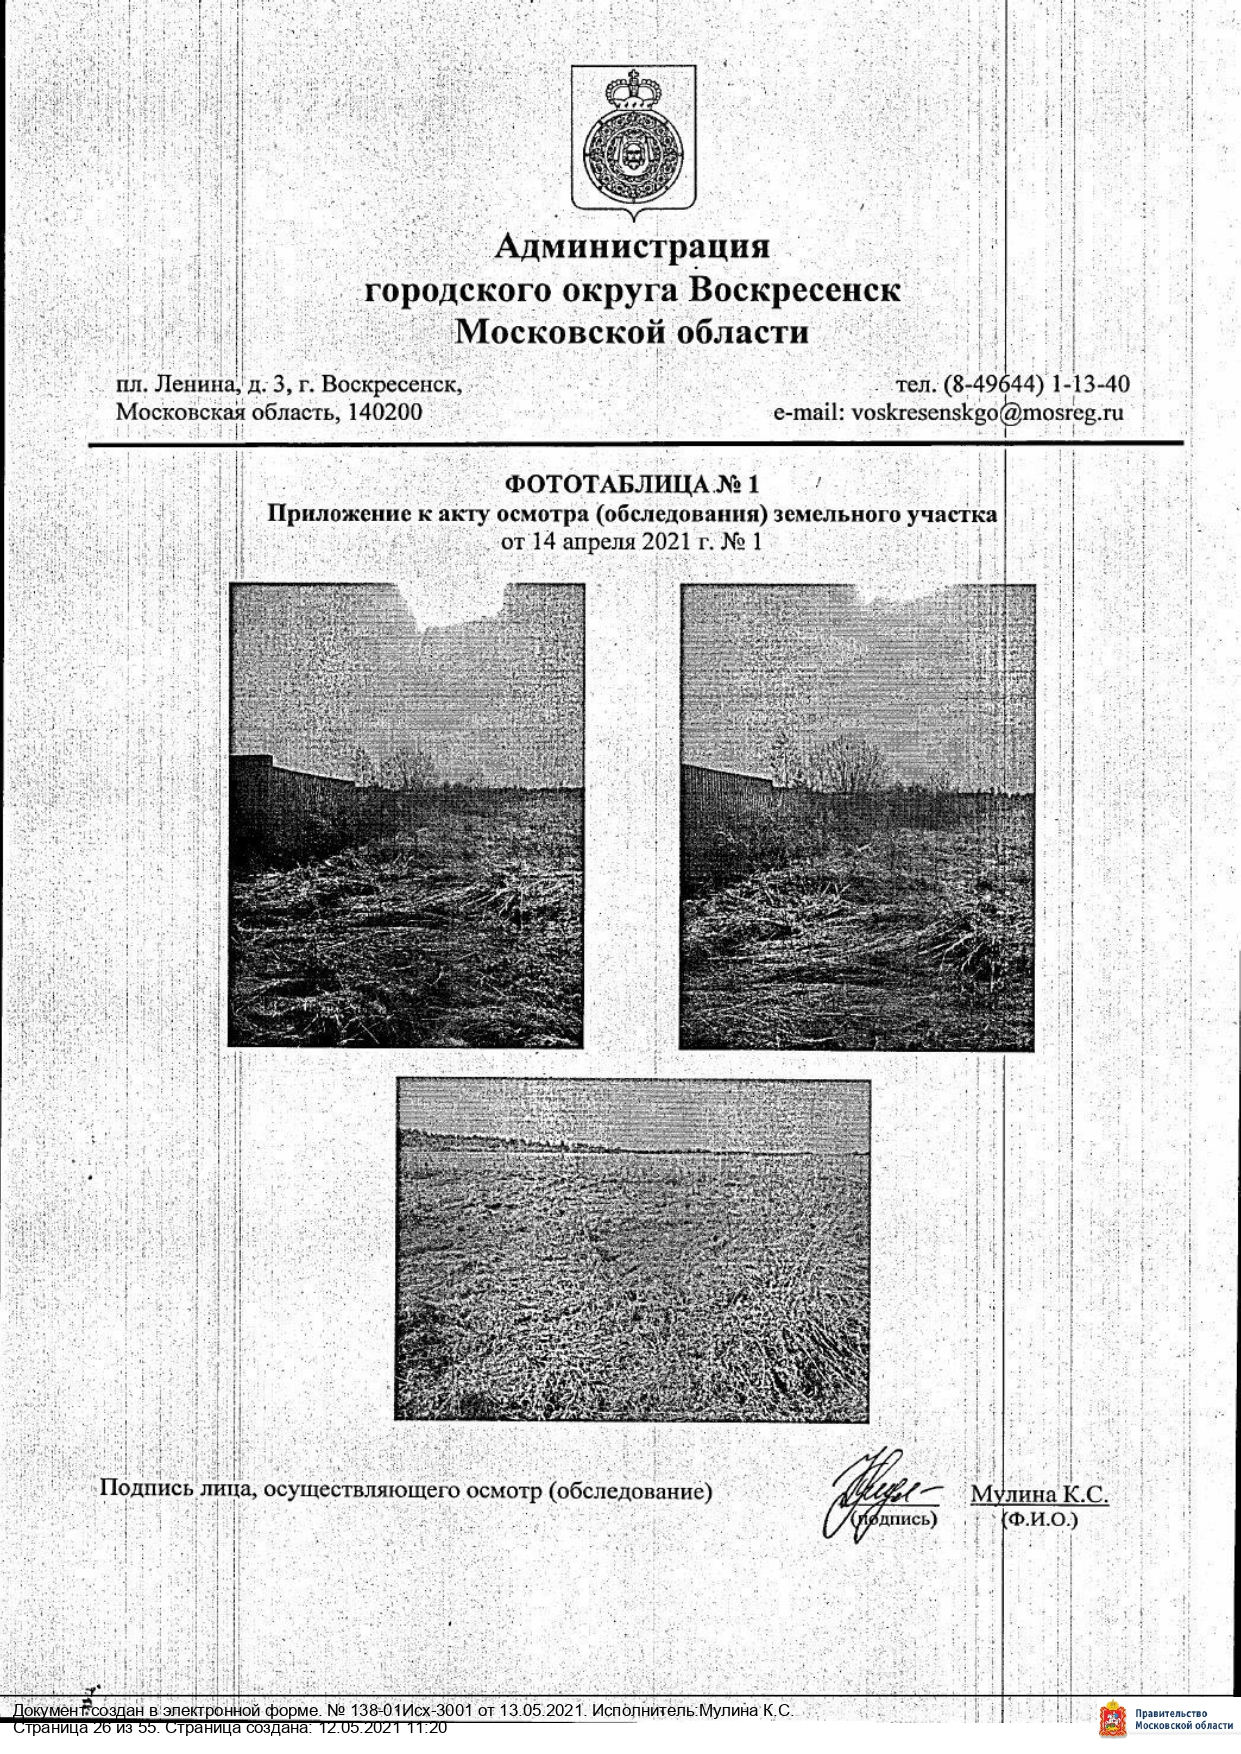 Администрация
городского округа Воскресенск
Московской области
пл. Ленина, д. 3, г. Воскресенск,
Московская область, 140200
тел. (8-49644) 1-13-40
e-mail: voskresenskgo@mosreg.ru
ФОТОТАБЛИЦА № 1
Приложение к акту осмотра (обследования) земельного участка
от 14 апреля 2021 г. № 1
Подпись лица, осуществляющего осмотр (обследование)
Мулина К.С.
(подпись)
(Ф.И.О.)
Документ создан в электронной форме. № 138-01Исх-3001 от 13.05.2021. Исполнитель:Мулина К.С.
Страница 26 из 55. Страница создана: 12.05.2021 11:20
Правительство
Московской области